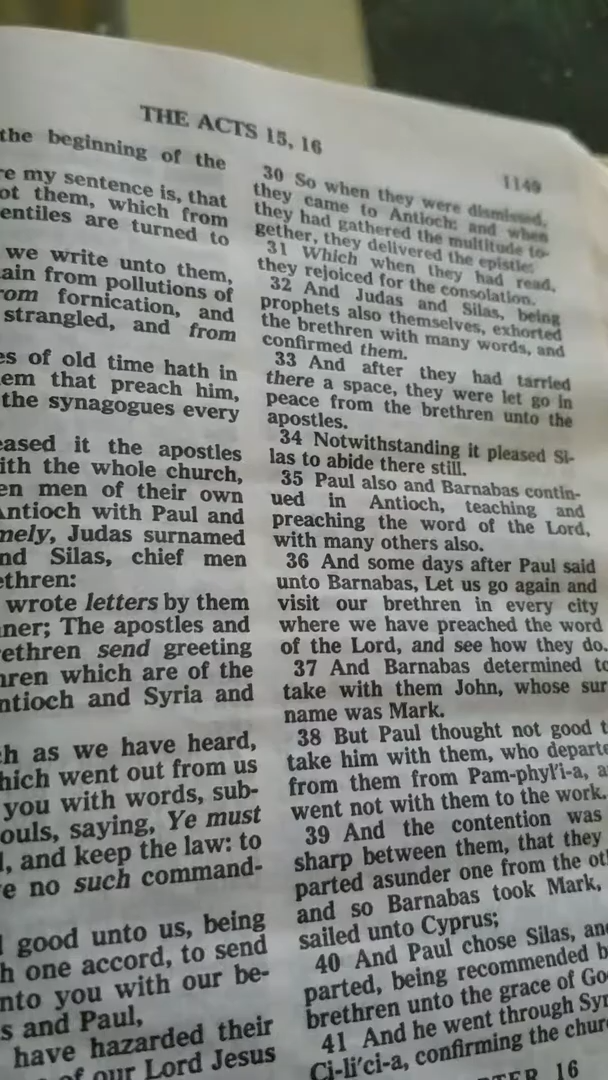 THE ACTS 15, 16
1149
the beginning of the
re my sentence is, that
ot them, which from
entiles are turned to
we write unto them,
ain from pollutions of
rom fornication, and
strangled, and from
es of old time hath in
em that preach him,
the synagogues every
eased it the apostles
ith the whole church,
en men of their own
Antioch with Paul and
mely, Judas surnamed
nd Silas, chief men
ethren:
wrote letters by them
ner; The apostles and
ethren send greeting
hren which are of the
ntioch and Syria and
h as we have heard,
hich went out from us
you with words, sub-
ouls, saying, Ye must
d, and keep the law: to
e no such command-
good unto us, being
h one accord, to send
nto you with our be-
s and Paul,
have hazarded their
of our Lord Jesus
30 So when they were dismissed,
they came to Antioch: and when
they had gathered the multitude to-
gether, they delivered the epistle:
31 Which when they had read,
they rejoiced for the consolation.
32 And Judas and Silas, being
prophets also themselves, exhorted
the brethren with many words, and
confirmed them.
33 And after they had tarried
there a space, they were let go in
peace from the brethren unto the
apostles.
34 Notwithstanding it pleased Si-
las to abide there still.
35 Paul also and Barnabas contin-
ued in Antioch, teaching and
preaching the word of the Lord,
with many others also.
36 And some days after Paul said
unto Barnabas, Let us go again and
visit our brethren in every city
where we have preached the word
of the Lord, and see how they do.
37 And Barnabas determined to
take with them John, whose sur
name was Mark.
38 But Paul thought not good t
take him with them, who departe
from them from Pam-phyl'i-a, a
went not with them to the work.
39 And the contention was
sharp between them, that they
parted asunder one from the ot
and so Barnabas took Mark,
sailed unto Cyprus;
40 And Paul chose Silas, an
parted, being recommended b
brethren unto the grace of Go
41 And he went through Syr
Ci-li'ci-a, confirming the chur
TER 16